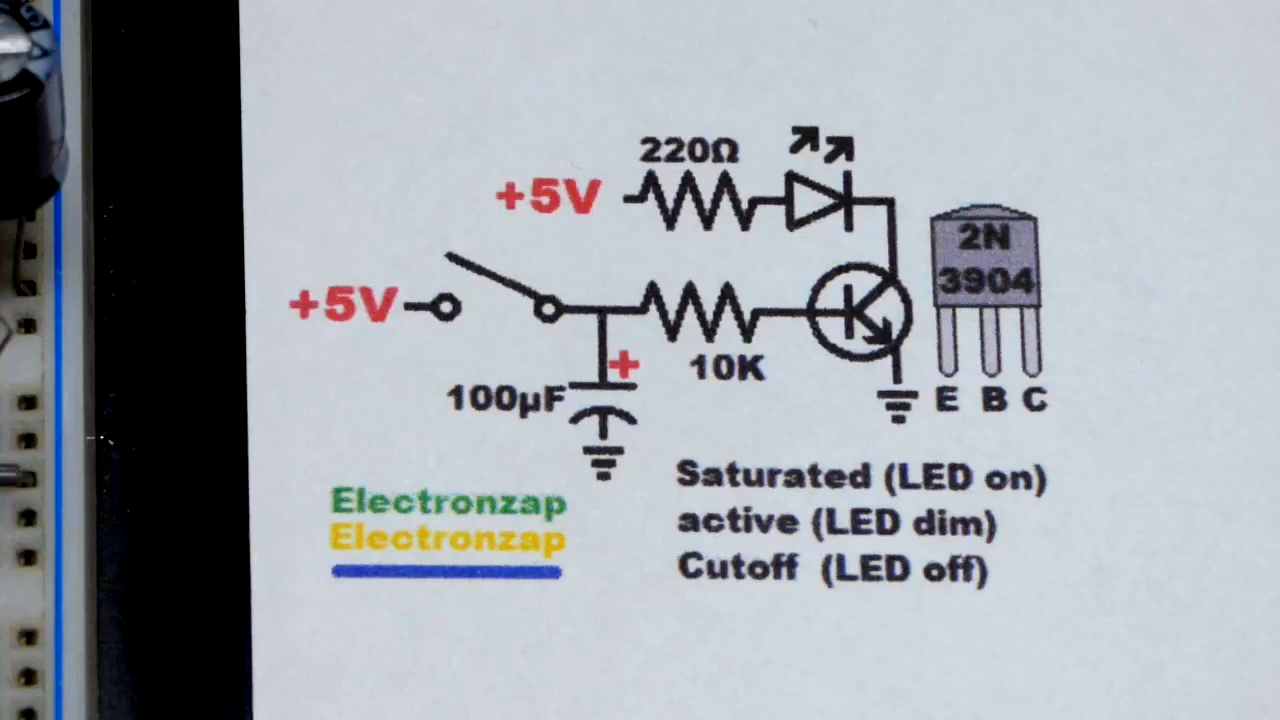 220Ω
+5V
2N
3904
+5V
10K
+
100µF
E B C
Saturated (LED on)
Electronzap
active (LED dim)
Electronzap
Cutoff (LED off)